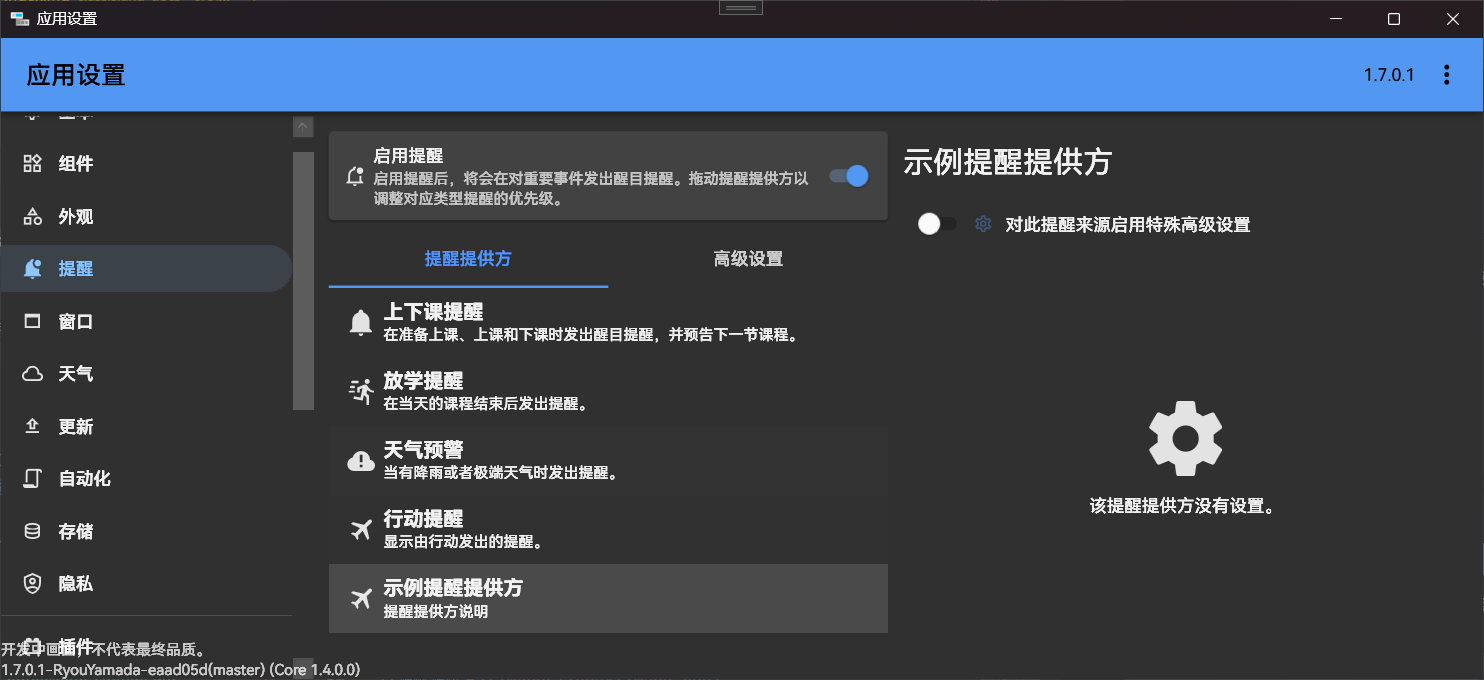 应用设置
应用设置
1.7.0.1
组件
外观
提醒
窗口
天气
更新
自动化
存储
隐私
插件
启用提醒
启用提醒后，将会在对重要事件发出醒目提醒。拖动提醒提供方以
调整对应类型提醒的优先级。
提醒提供方
高级设置
上下课提醒
在准备上课、上课和下课时发出醒目提醒，并预告下一节课程。
放学提醒
在当天的课程结束后发出提醒。
天气预警
当有降雨或者极端天气时发出提醒。
行动提醒
显示由行动发出的提醒。
示例提醒提供方
提醒提供方说明
示例提醒提供方
对此提醒来源启用特殊高级设置
该提醒提供方没有设置。
开发中画面，不代表最终品质。
1.7.0.1-RyouYamada-eaad05d(master) (Core 1.4.0.0)